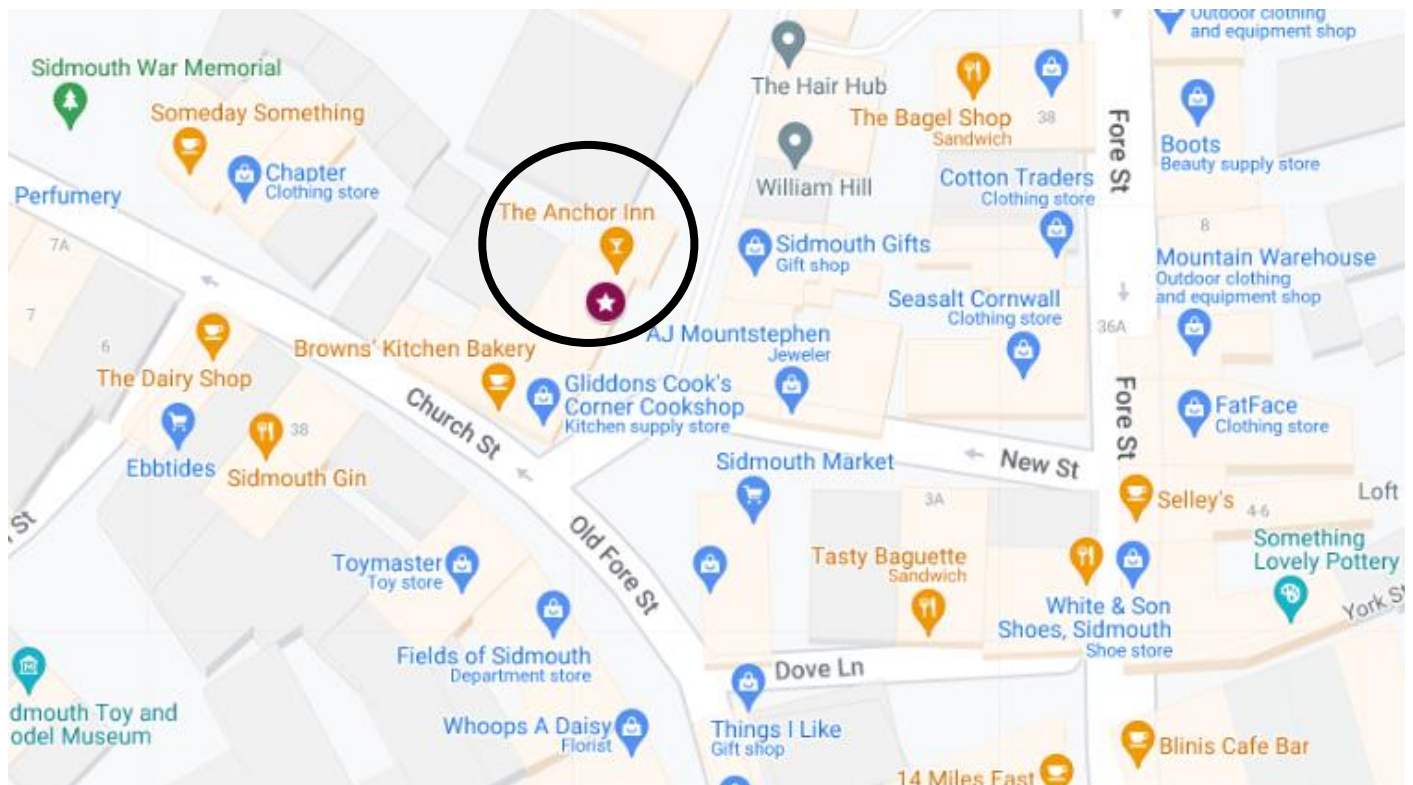 Outdoor clothing
and equipment shop
Sidmouth War Memorial
Someday Something
The Hair Hub
The Bagel Shop
Sandwich
38
Fore St
Boots
Beauty supply store
Chapter
Clothing store
Perfumery
7A
William Hill
Cotton Traders
Clothing store
The Anchor Inn
8
Sidmouth Gifts
Gift shop
Mountain Warehouse
Outdoor clothing
and equipment shop
Seasalt Cornwall
Clothing store
36A
7
6
AJ Mountstephen
Jeweler
Browns' Kitchen Bakery
The Dairy Shop
Gliddons Cook's
Corner Cookshop
Kitchen supply store
Church St
Fore St
FatFace
Clothing store
38
Ebbtides
Sidmouth Gin
Sidmouth Market
New St
3A
Selley's
4-6
Loft
St
Old Fore St
Toymaster
Toy store
Tasty Baguette
Sandwich
Something
Lovely Pottery
White & Son
Shoes, Sidmouth
Shoe store
York St
Fields of Sidmouth
Department store
Dove Ln
dmouth Toy and
odel Museum
Whoops A Daisy
Florist
Things I Like
Gift shop
Blinis Cafe Bar
14 Miles East